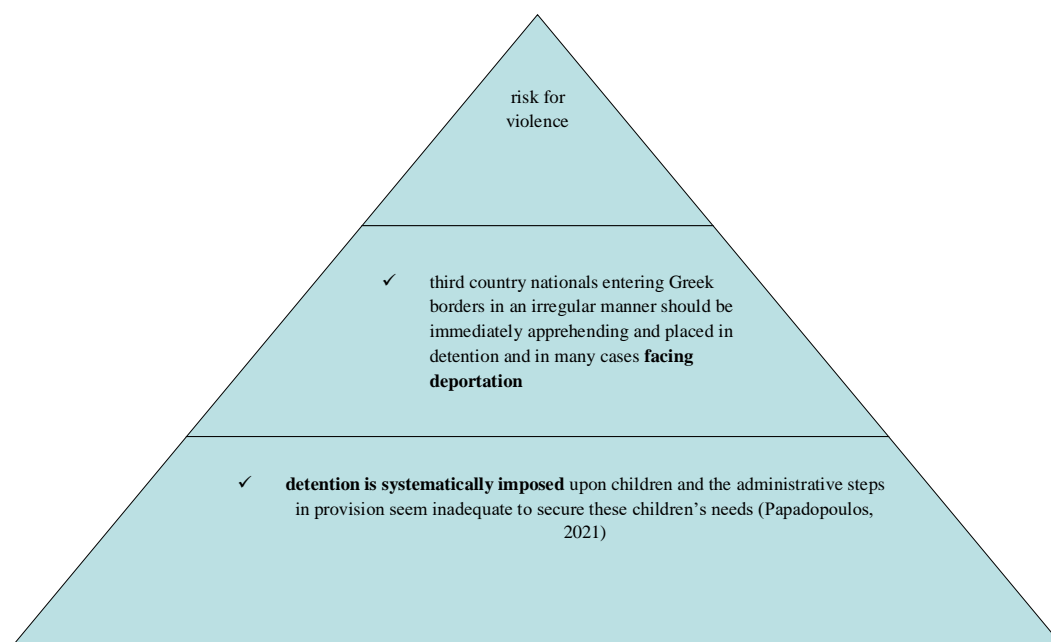 risk for
violence
✓ third country nationals entering Greek
borders in an irregular manner should be
immediately apprehending and placed in
detention and in many cases facing
deportation
✓ detention is systematically imposed upon children and the administrative steps
in provision seem inadequate to secure these children’s needs (Papadopoulos,
2021)